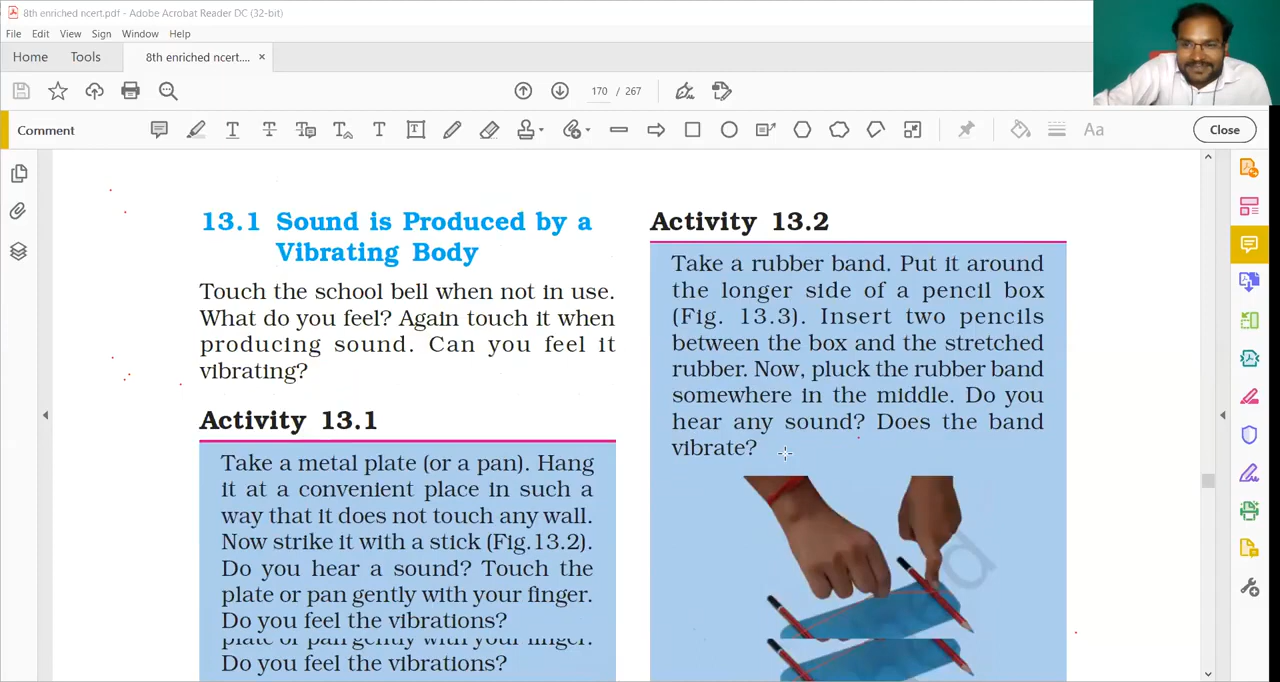 8th enriched ncert.pdf - Adobe Acrobat Reader DC (32-bit)
File Edit View Sign Window Help
Home Tools 8th enriched ncert.... ×
170 / 267
Comment
Close
13.1 Sound is Produced by a
Vibrating Body
Touch the school bell when not in use.
What do you feel? Again touch it when
producing sound. Can you feel it
vibrating?
Activity 13.1
Take a metal plate (or a pan). Hang
it at a convenient place in such a
way that it does not touch any wall.
Now strike it with a stick (Fig.13.2).
Do you hear a sound? Touch the
plate or pan gently with your finger.
Do you feel the vibrations?
plate or pan gently with your finger.
Do you feel the vibrations?
Activity 13.2
Take a rubber band. Put it around
the longer side of a pencil box
(Fig. 13.3). Insert two pencils
between the box and the stretched
rubber. Now, pluck the rubber band
somewhere in the middle. Do you
hear any sound? Does the band
vibrate?